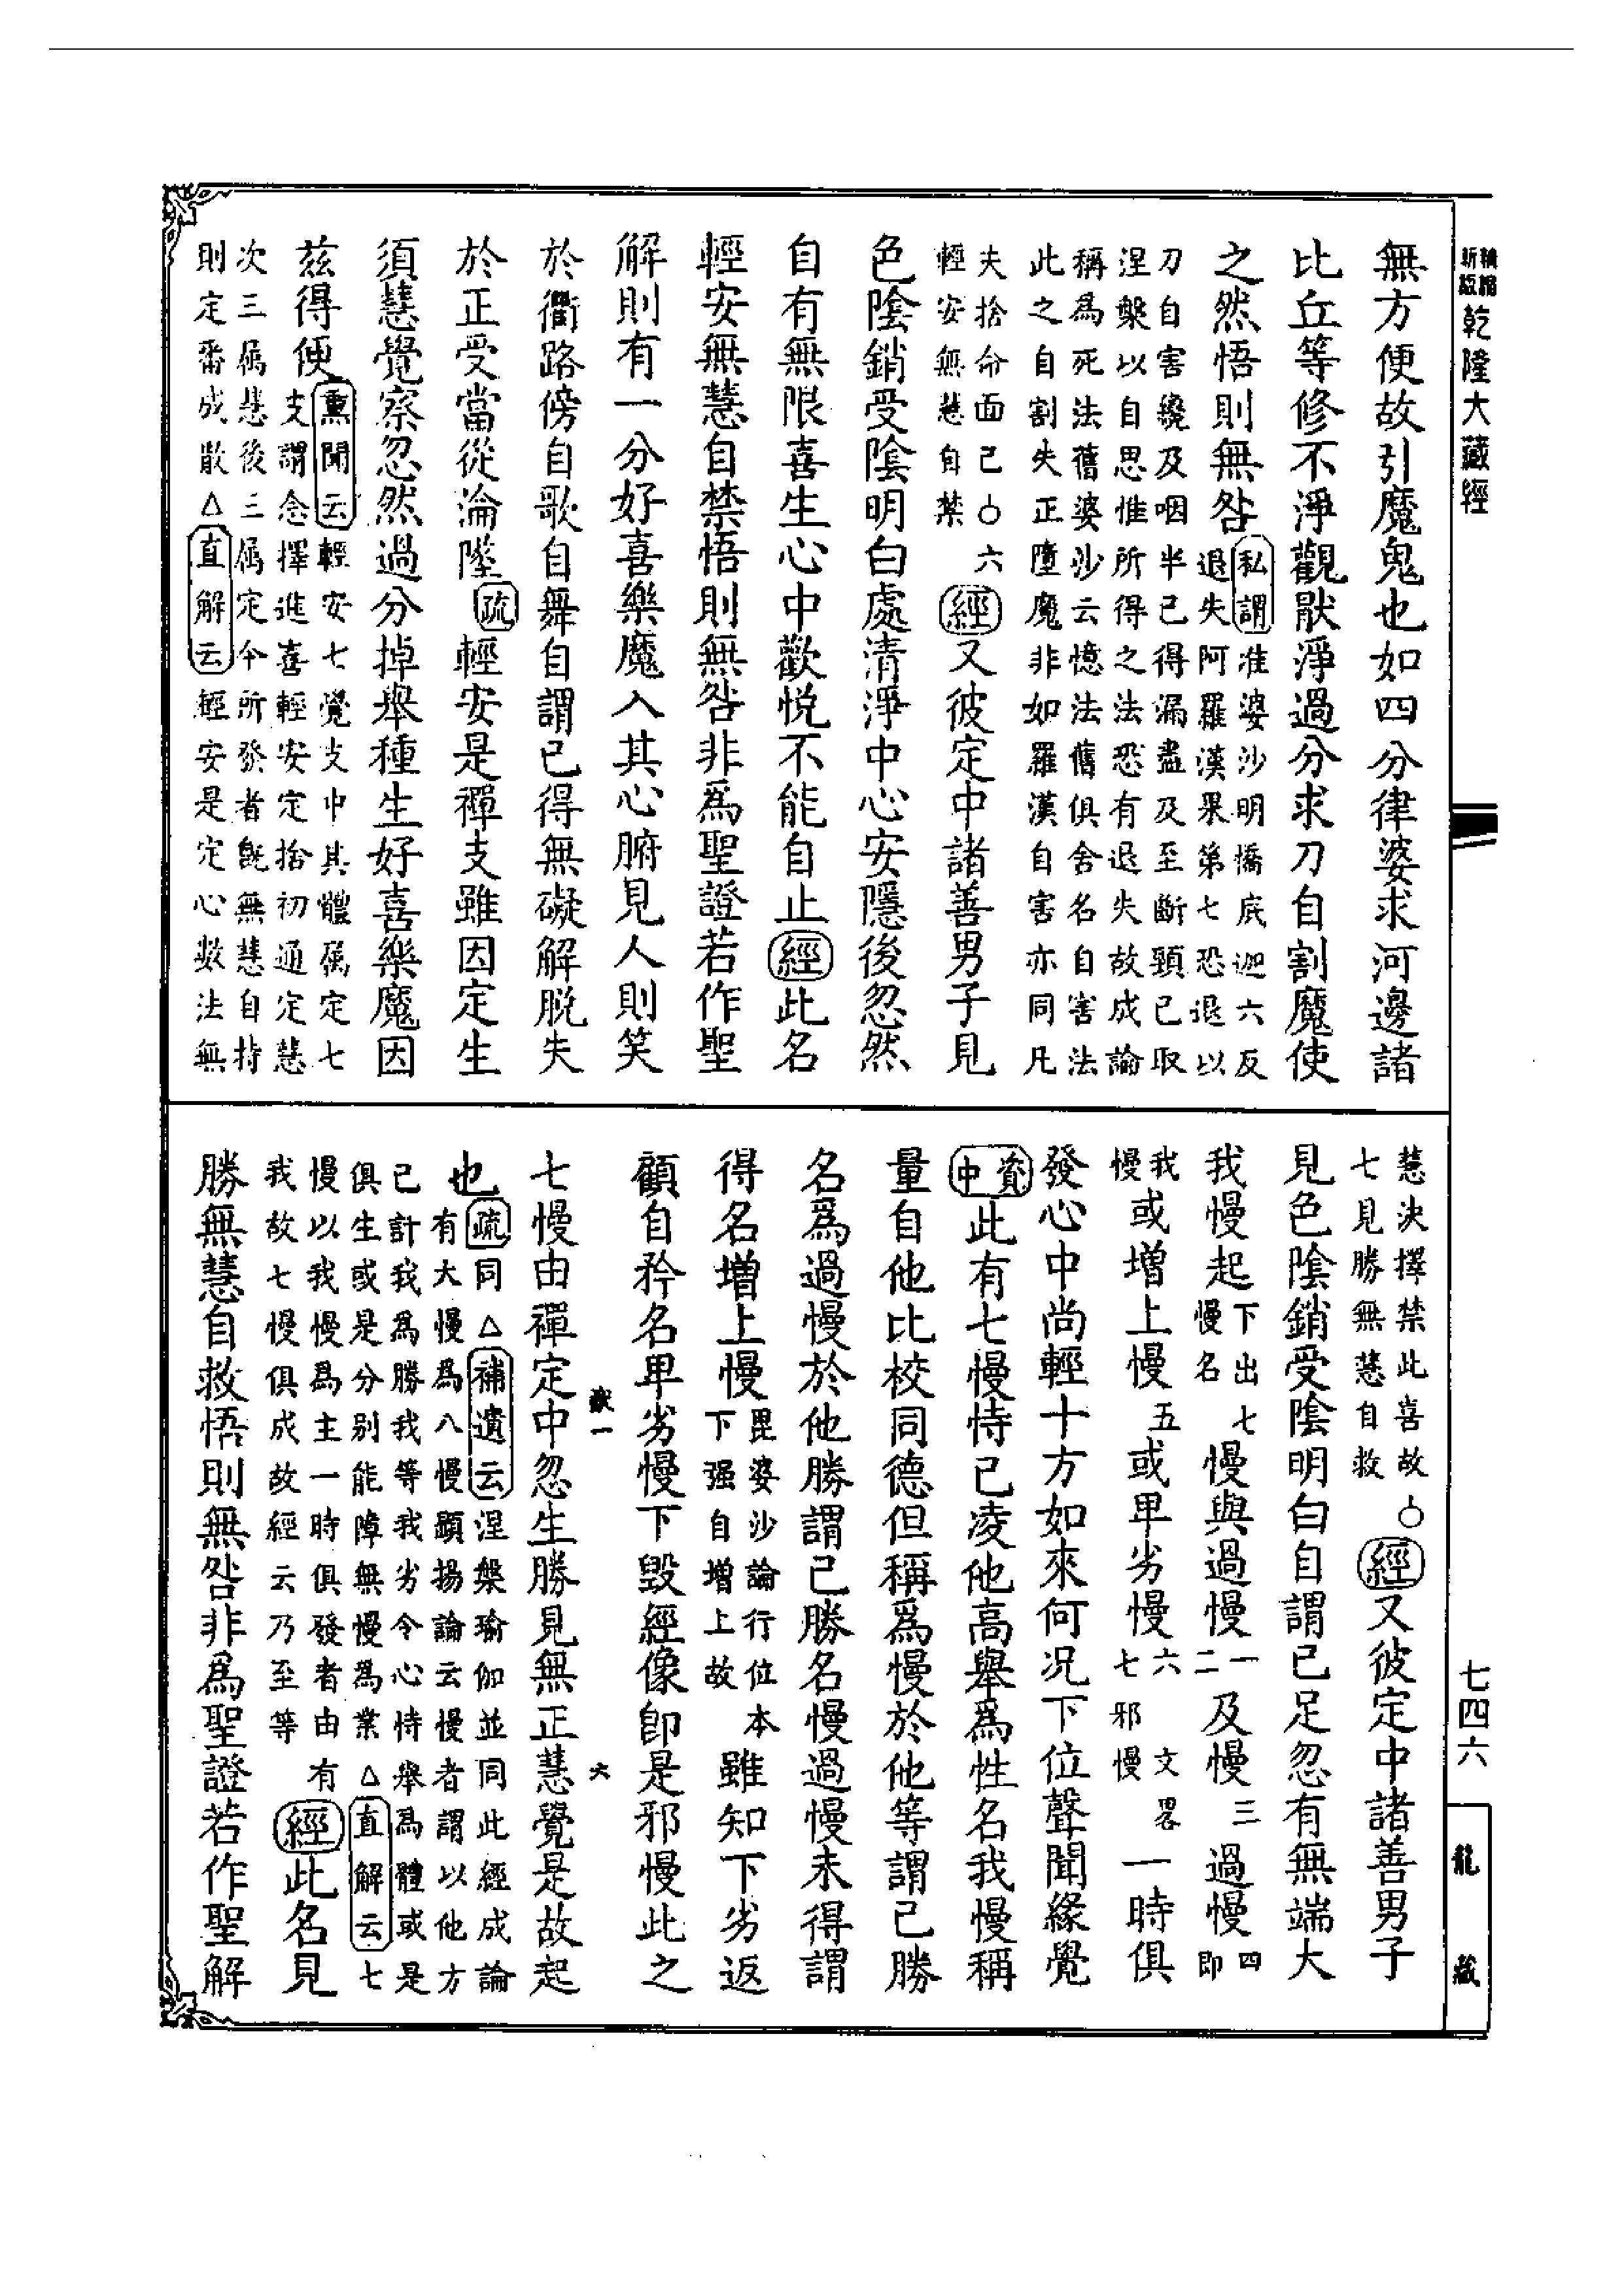 乾隆大藏經
無方便故引魔鬼也如四分律婆求河邊諸
比丘等修不淨觀猒淨過分求刀自割魔使
之然悟則無咎
私謂准婆沙明憍底迦六反
退失阿羅漢果第七恐退以
刀自害纔及咽半已得漏盡及至斷頸已取
涅槃以自思惟所得之法恐有退失故成論
稱為死法舊婆沙云憶法舊俱舍名自害法
此之自割失正墮魔非如羅漢自害亦同凡
夫捨命而已○六
輕安無慧自禁
經又彼定中諸善男子見
色陰銷受陰明白處清淨中心安隱後忽然
自有無限喜生心中歡悅不能自止經此名
輕安無慧自禁悟則無咎非爲聖證若作聖
解則有一分好喜樂魔入其心腑見人則笑
於衢路傍自歌自舞自謂已得無礙解脫失
於正受當從淪墜疏輕安是禪支雖因定生
須慧覺察忽然過分掉舉種生好喜樂魔因
茲得便
熏聞云輕安七覺支中其體属定七
支謂念擇進喜輕安定捨初通定慧
次三属慧後三属定今所發者既無慧自持
則定番成散△直解云輕安是定心數法無
慧決擇禁此喜故○
七見勝無慧自救
經又彼定中諸善男子
見色陰銷受陰明白自謂已足忽有無端大
我慢起
下出七
慢名
慢與過慢
一
二
及慢
三
過慢
四
即
我
慢
或增上慢
五
或卑劣慢
六
七邪慢
文畧
一時俱
發心中尚輕十方如來何况下位聲聞緣覺
資中此有七慢恃己凌他高舉爲性名我慢稱
量自他比校同德但稱爲慢於他等謂己勝
名爲過慢於他勝謂己勝名慢過慢未得謂
得名增上慢
毘婆沙論行位本
下强自增上故
雖知下劣返
顧自矜名卑劣慢下毀經像卽是邪慢此之
七慢由禪定中忽生勝見無正慧覺是故起
也
疏同△補遺云涅槃瑜伽並同此經成論
有大慢爲八慢顯揚論云慢者謂以他方
己計我爲勝我等我劣令心恃舉爲體或是
俱生或是分别能障無慢爲業△直解云七
慢以我慢爲主一時俱發者由有
我故七慢俱成故經云乃至等
經此名見
勝無慧自救悟則無咎非為聖證若作聖解
六
七四六
龍藏